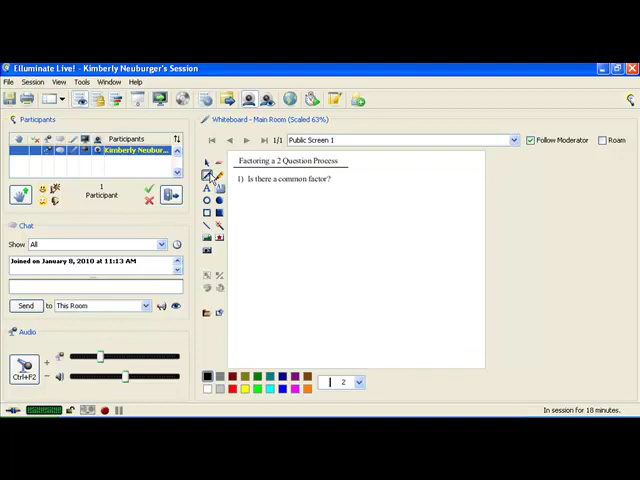 Elluminate Live! - Kimberly Neuburger's Session
File Session View Tools Window Help
Participants
Participants
Kimberly Neubur...
1
Participant
Chat
Show All
Joined on January 8, 2010 at 11:13 AM
Send to This Room
Audio
Ctrl+F2
Whiteboard - Main Room (Scaled 63%)
1/1 Public Screen 1
Follow Moderator Roam
Factoring a 2 Question Process
1) Is there a common factor?
2
In session for 18 minutes.